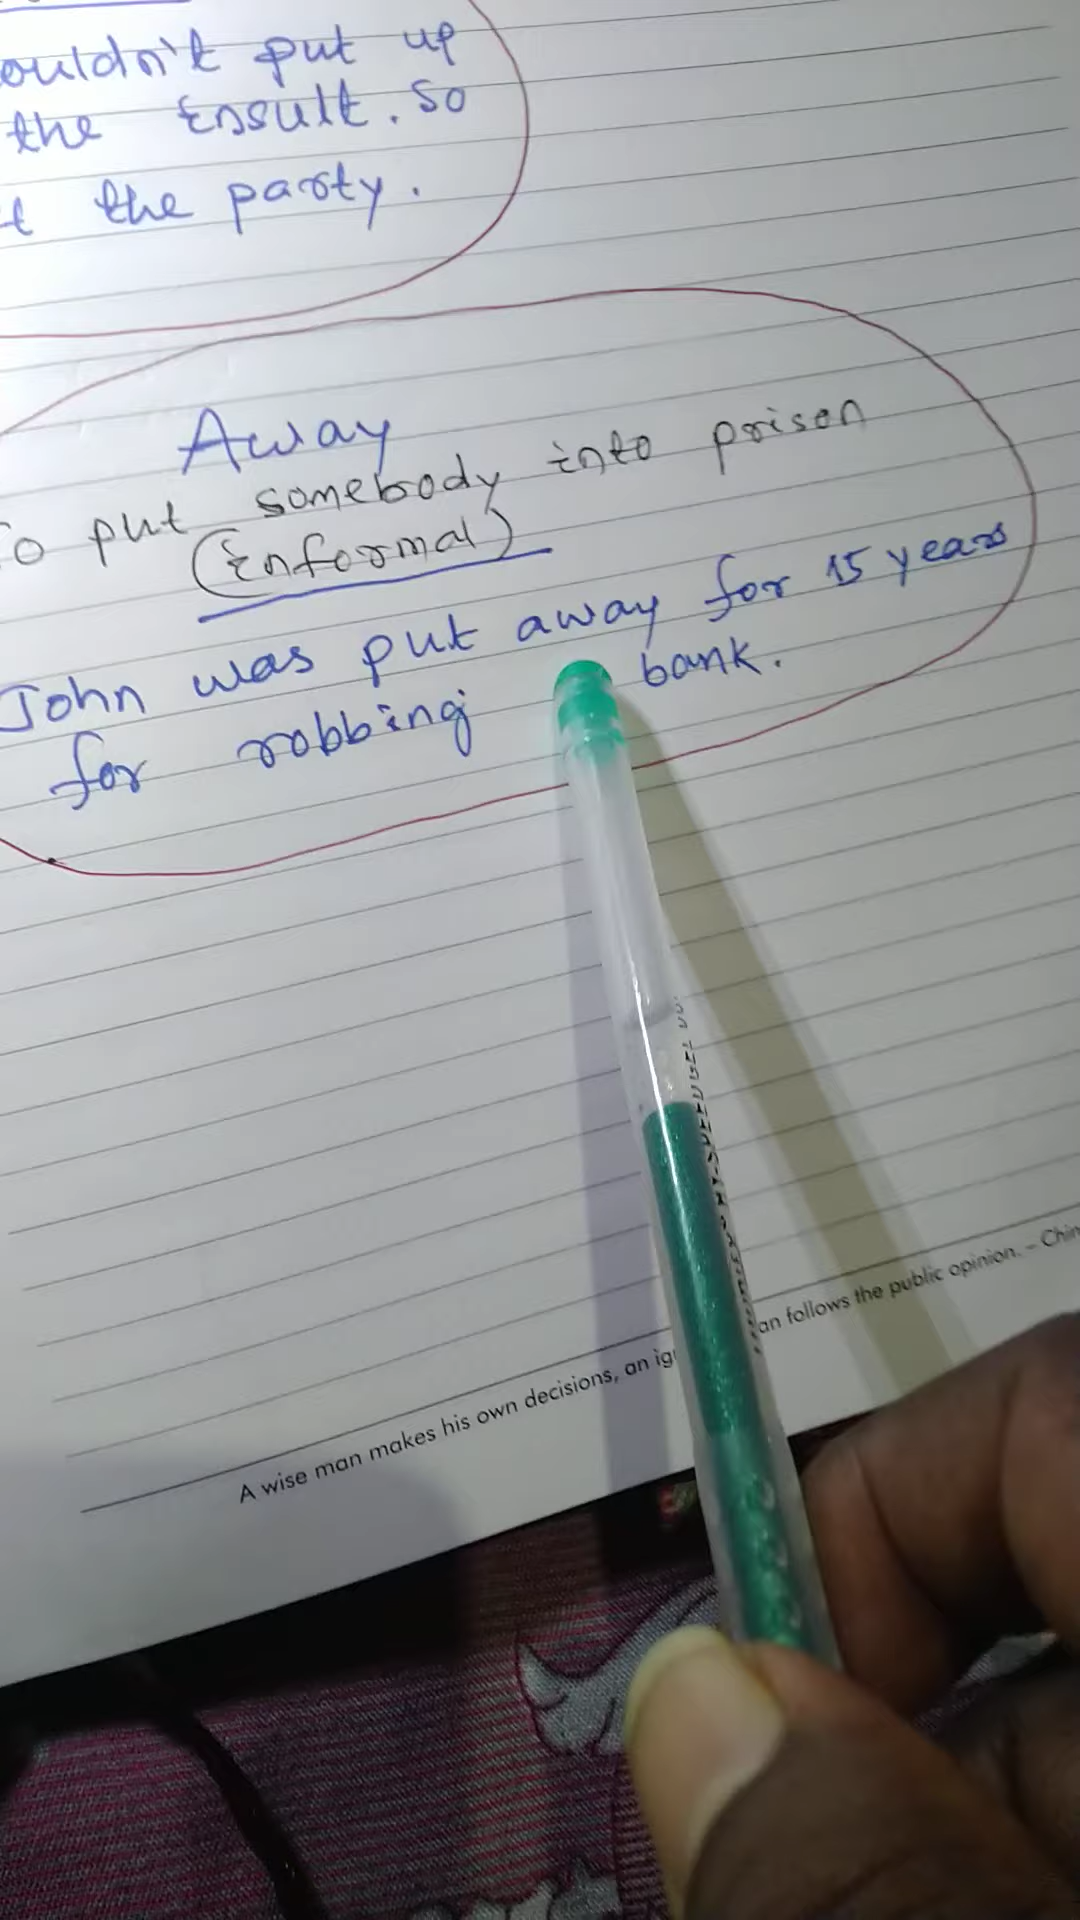 ouldn't put up
the insult. So
t the party.
Away
To put somebody into prison
(informal)
John was put away for 15 years
for robbing bank.
A wise man makes his own decisions, an ig
an follows the public opinion. – Chin